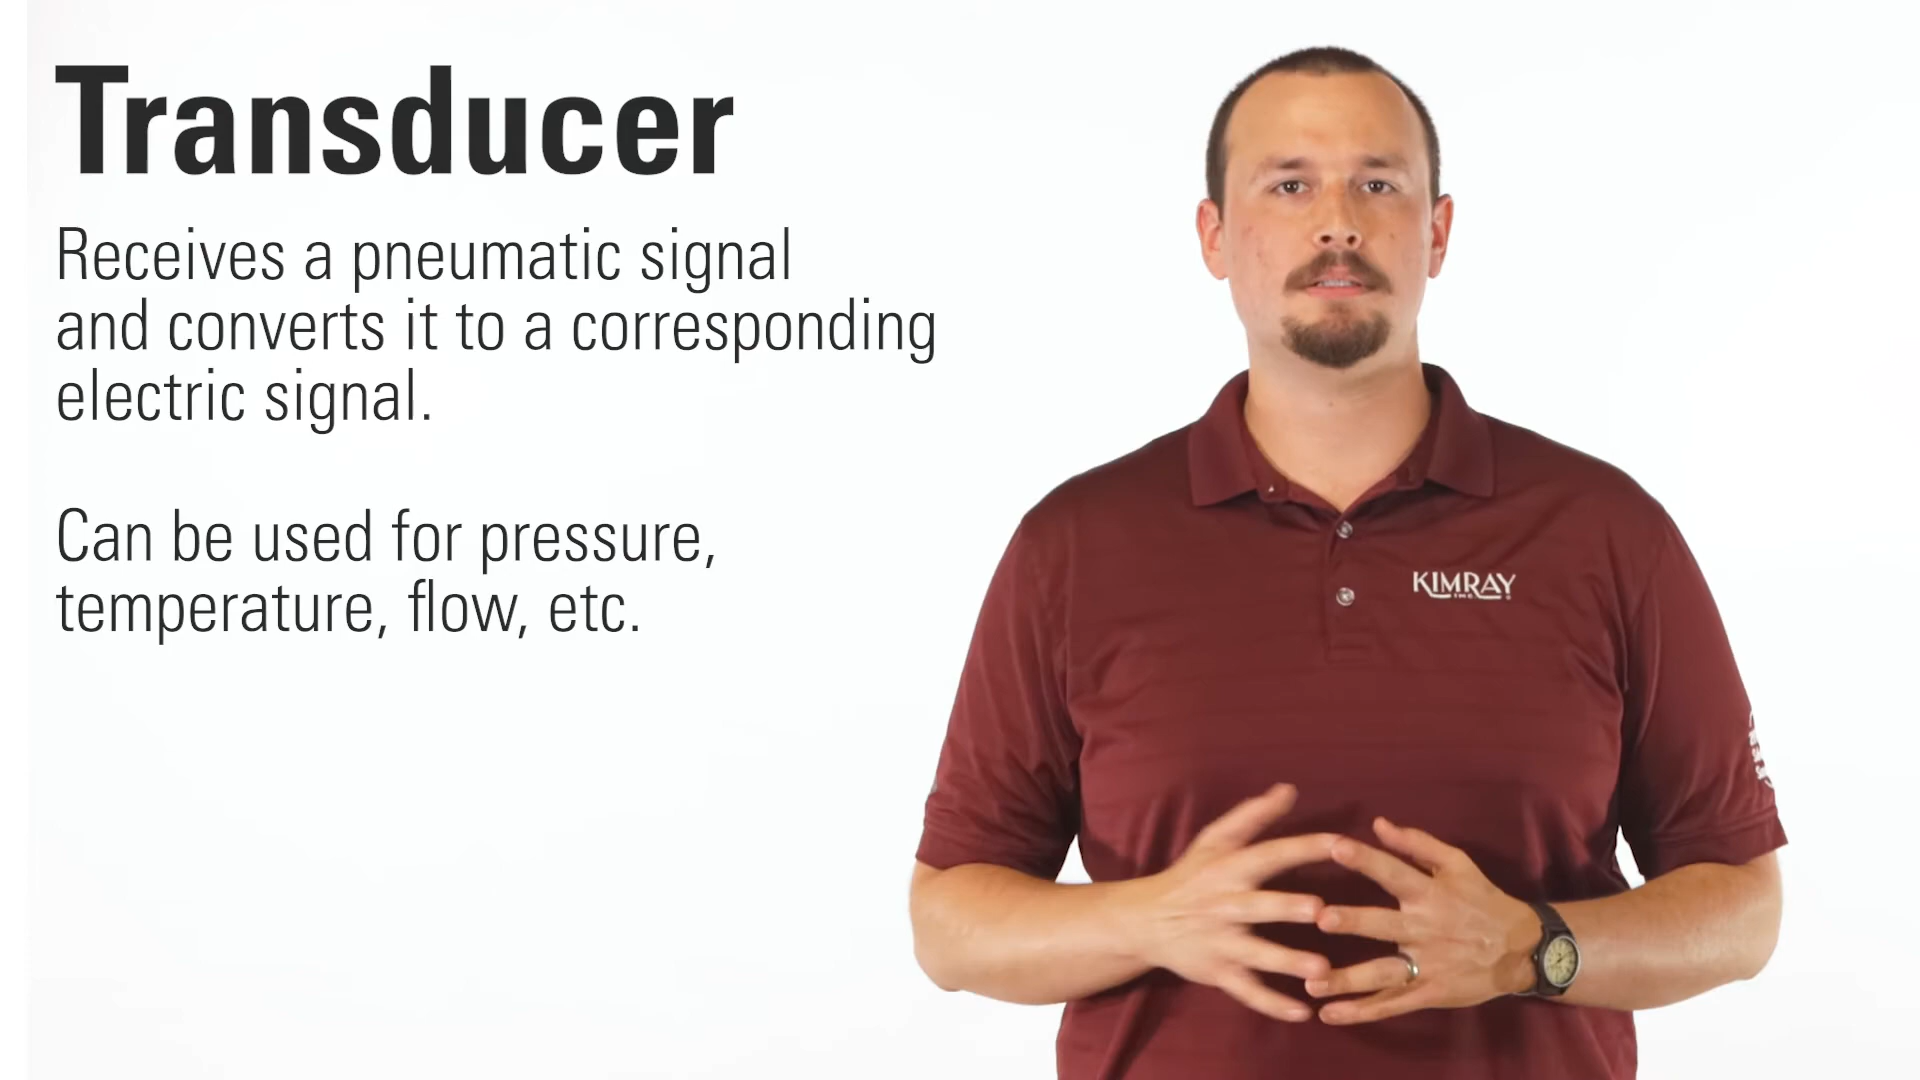 Transducer
Receives a pneumatic signal
and converts it to a corresponding
electric signal.
Can be used for pressure,
temperature, flow, etc.
KIMRAY
INC